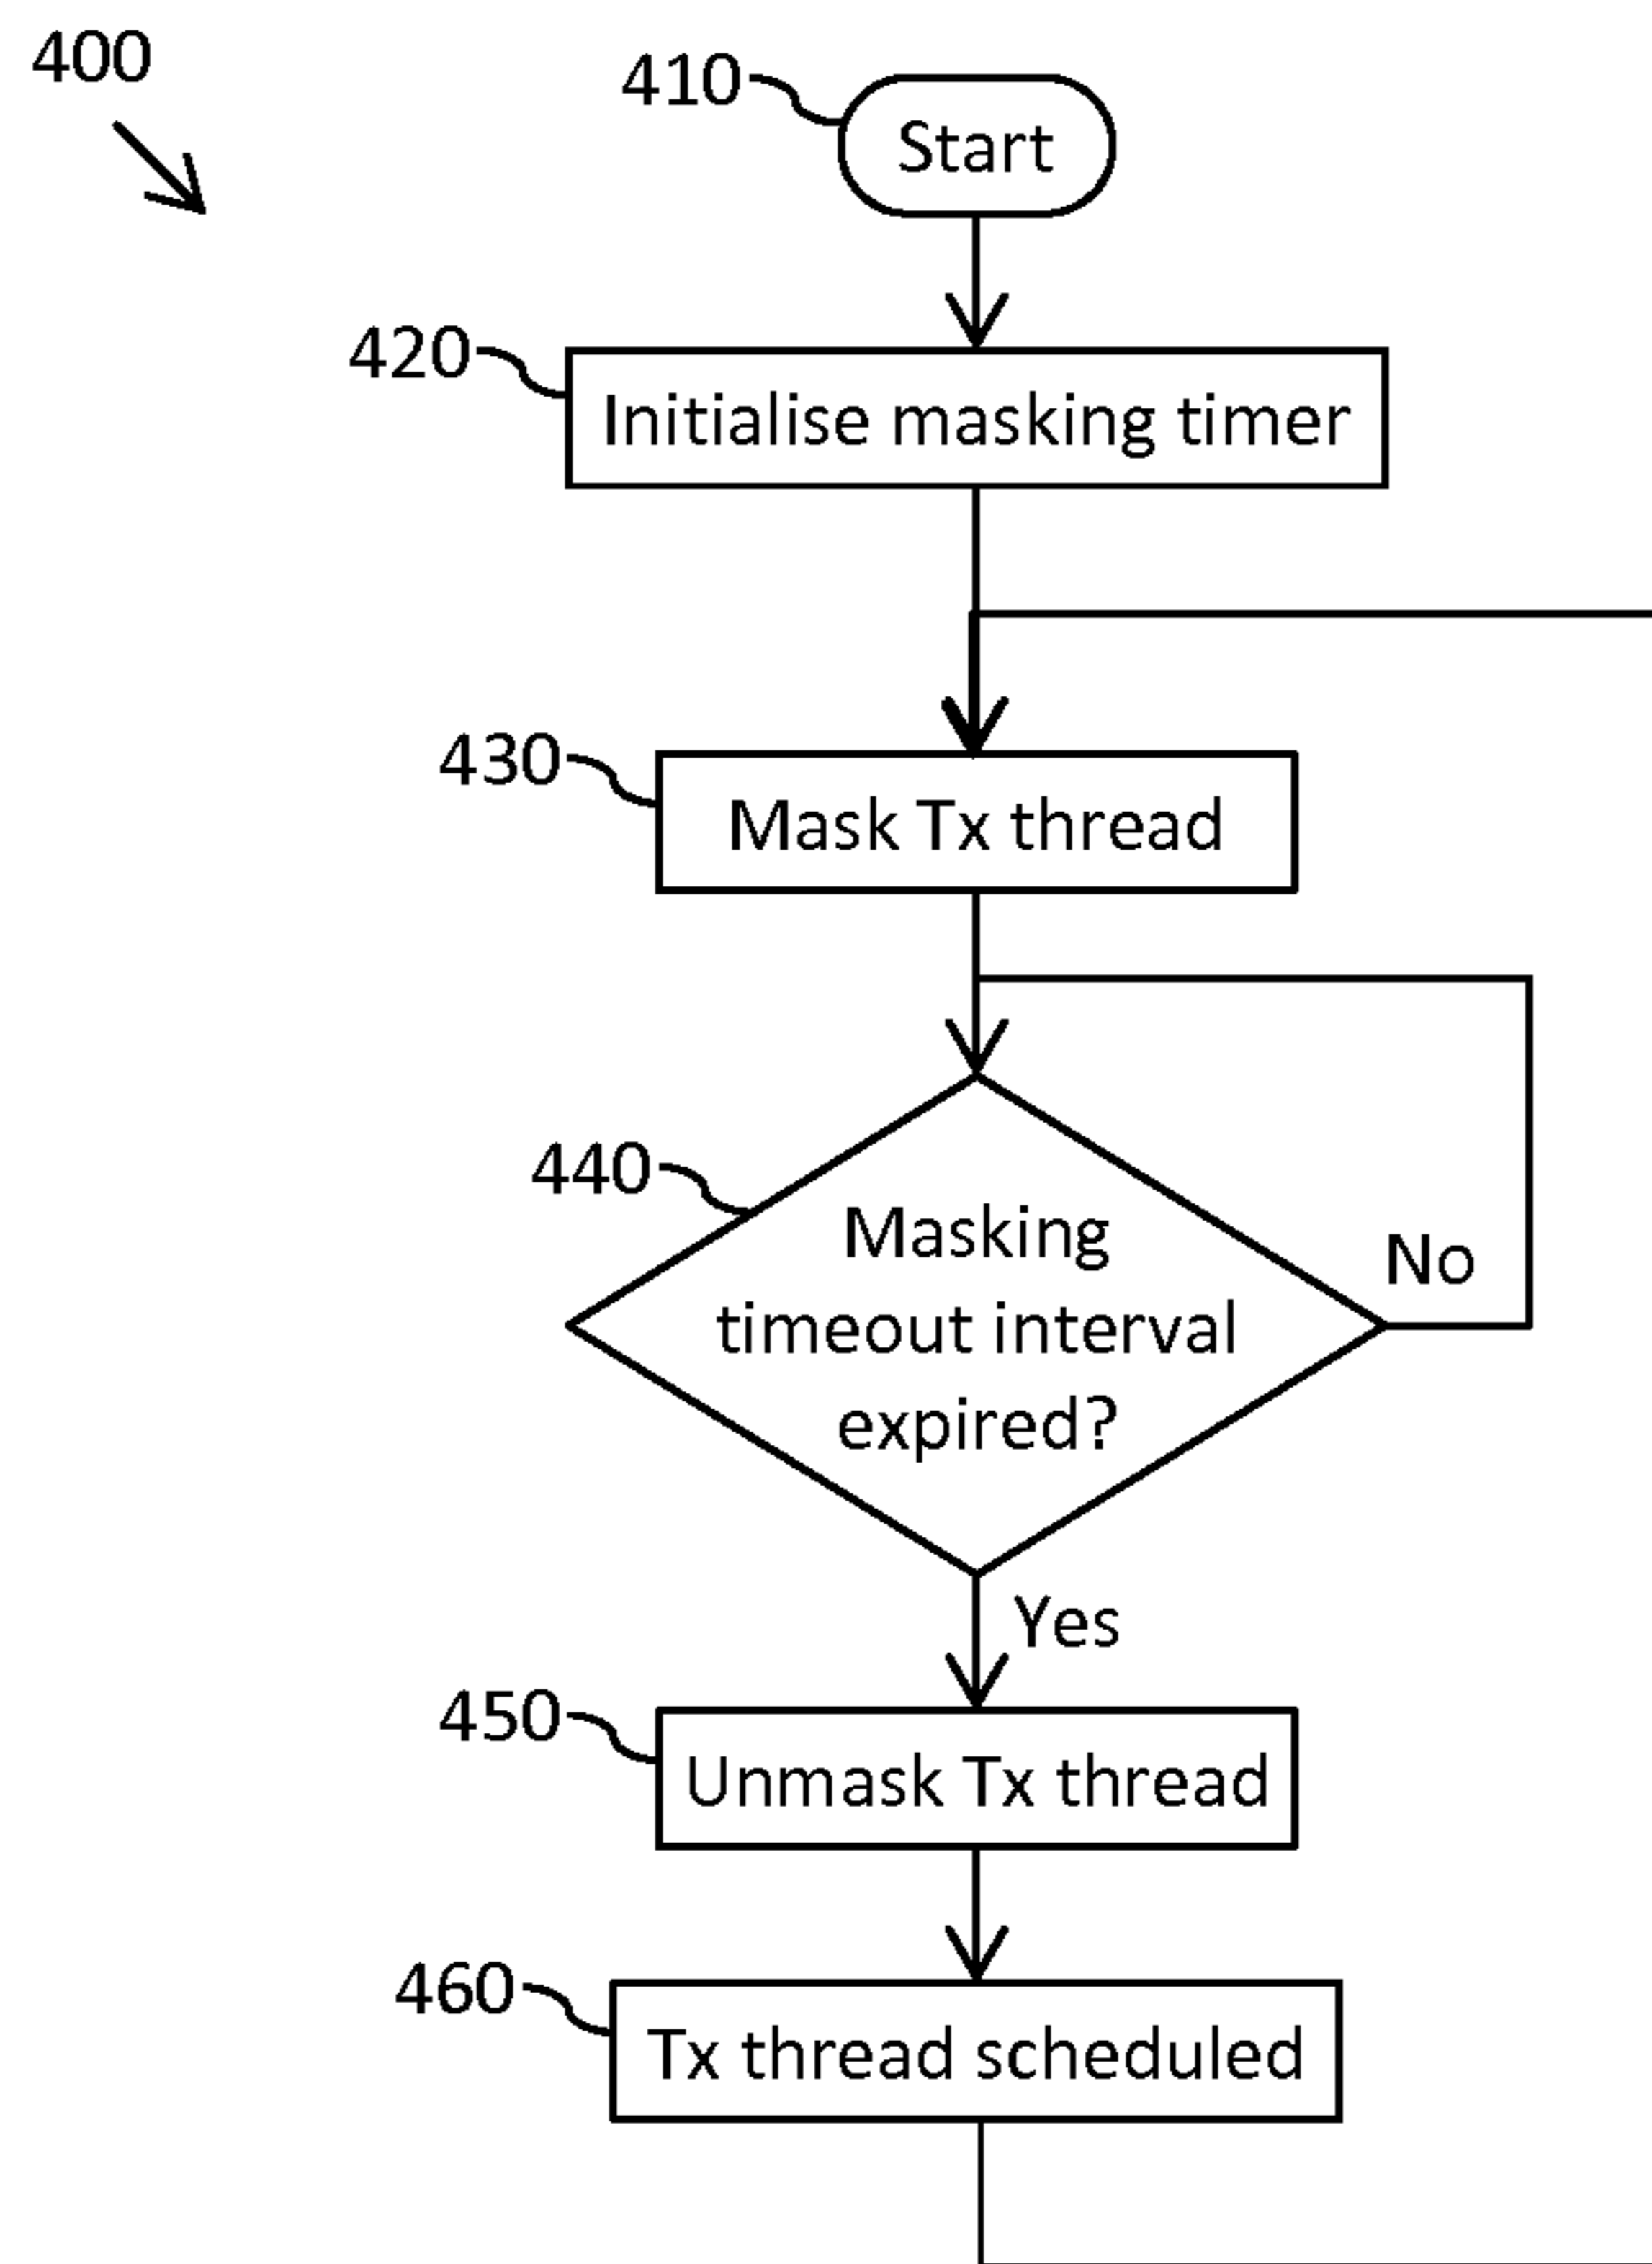 400
410
Start
420
Initialise masking timer
430
Mask Tx thread
440
Masking
timeout interval
expired?
No
Yes
450
Unmask Tx thread
460
Tx thread scheduled